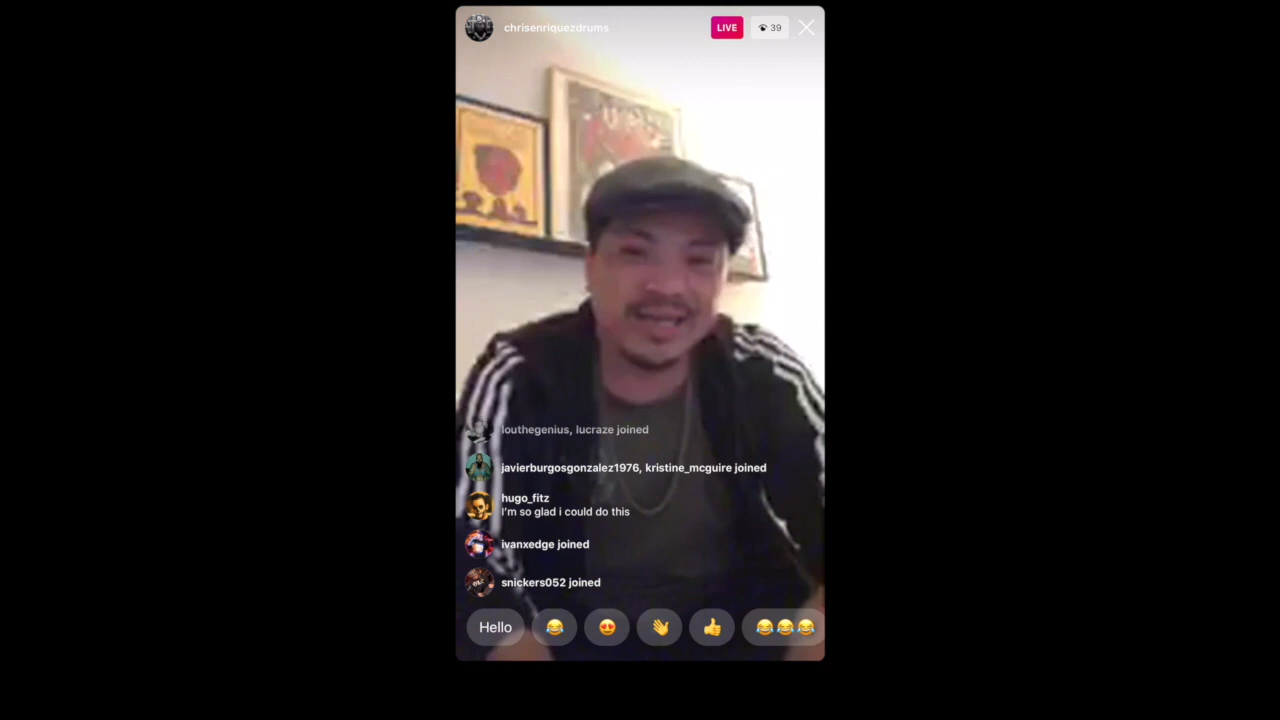 chrisenriquezdrums
LIVE
39
louthegenius, lucraze joined
javierburgosgonzalez1976, kristine_mcguire joined
hugo_fitz
I'm so glad i could do this
ivanxedge joined
snickers052 joined
Hello